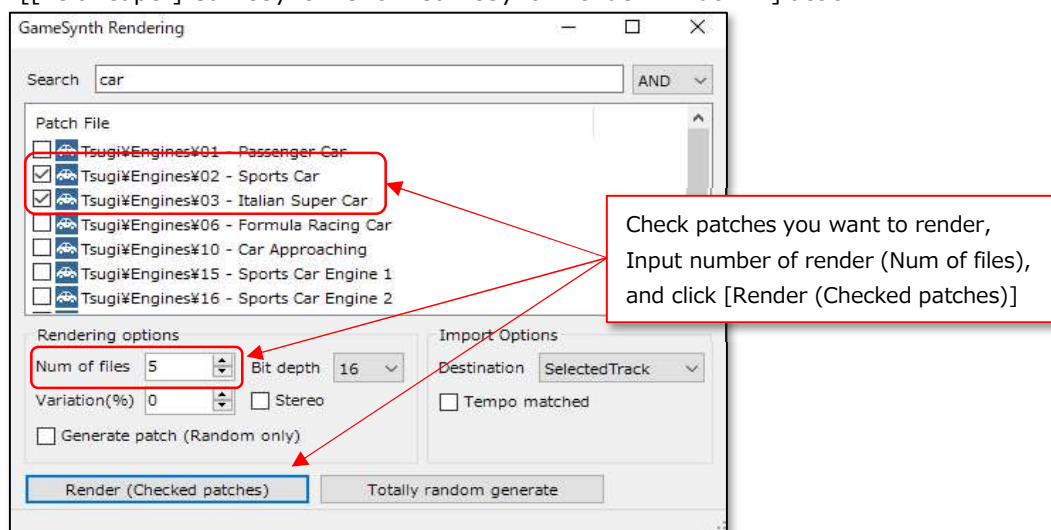 GameSynth Rendering
Search car AND
Patch File
Tsugi¥Engines¥01 - Passenger Car
Tsugi¥Engines¥02 - Sports Car
Tsugi¥Engines¥03 - Italian Super Car
Tsugi¥Engines¥06 - Formula Racing Car
Tsugi¥Engines¥10 - Car Approaching
Tsugi¥Engines¥15 - Sports Car Engine 1
Tsugi¥Engines¥16 - Sports Car Engine 2
Check patches you want to render,
Input number of render (Num of files),
and click [Render (Checked patches)]
Rendering options
Num of files 5 Bit depth 16
Variation(%) 0 Stereo
Generate patch (Random only)
Import Options
Destination SelectedTrack
Tempo matched
Render (Checked patches) Totally random generate